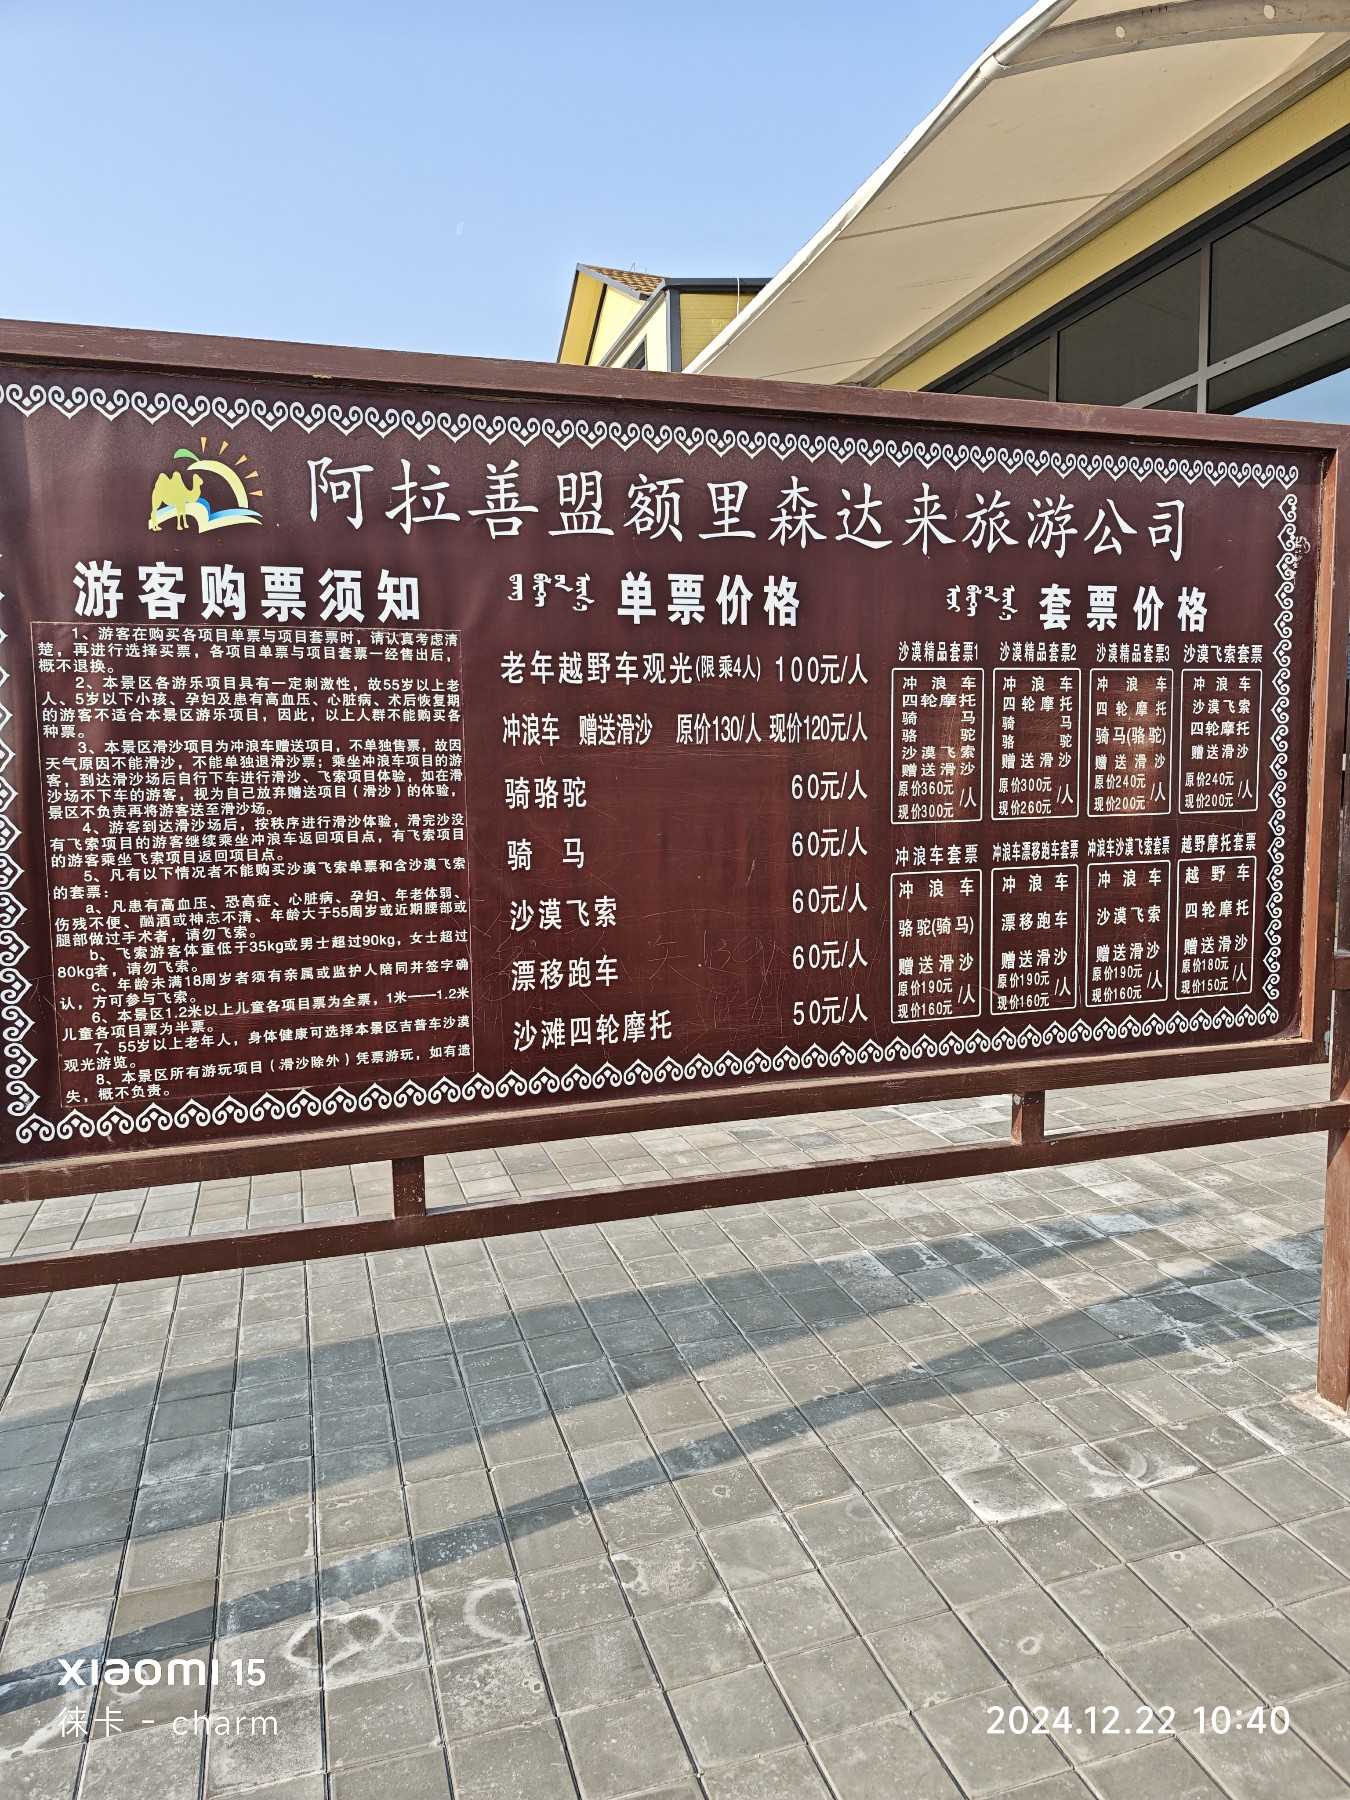 阿拉善盟额里森达来旅游公司
游客购票须知
1、游客在购买各项目单票与项目套票时，请认真考虑清
楚，再进行选择买票，各项目单票与项目套票一经售出后，
概不退换。
2、本景区各游乐项目具有一定刺激性，故55岁以上老
人、5岁以下小孩、孕妇及患有高血压、心脏病、术后恢复期
的游客不适合本景区游乐项目，因此，以上人群不能购买各
种票。
3、本景区滑沙项目为冲浪车赠送项目，不单独售票，故因
天气原因不能滑沙，不能单独退滑沙票；乘坐冲浪车项目的游
客，到达滑沙场后自行下车进行滑沙、飞索项目体验，如在滑
沙场不下车的游客，视为自己放弃赠送项目（滑沙）的体验，
景区不负责再将游客送至滑沙场。
4、游客到达滑沙场后，按秩序进行滑沙体验，滑完沙没
有飞索项目的游客继续乘坐冲浪车返回项目点，有飞索项目
的游客乘坐飞索项目返回项目点。
5、凡有以下情况者不能购买沙漠飞索单票和含沙漠飞索
的套票：
a、凡患有高血压、恐高症、心脏病、孕妇、年老体弱、
伤残不便、酗酒或神志不清、年龄大于55周岁或近期腰部或
腿部做过手术者，请勿飞索。
b、飞索游客体重低于35kg或男士超过90kg，女士超过
80kg者，请勿飞索。
c、年龄未满18周岁者须有亲属或监护人陪同并签字确
认，方可参与飞索。
6、本景区1.2米以上儿童各项目票为全票，1米——1.2米
儿童各项目票为半票。
7、55岁以上老年人，身体健康可选择本景区吉普车沙漠
观光游览。
8、本景区所有游玩项目（滑沙除外）凭票游玩，如有遗
失，概不负责。
单票价格
老年越野车观光(限乘4人) 100元/人
冲浪车 赠送滑沙 原价130/人 现价120元/人
骑骆驼 60元/人
骑 马 60元/人
沙漠飞索 60元/人
漂移跑车 60元/人
沙滩四轮摩托 50元/人
套票价格
沙漠精品套票1
冲浪车
四轮摩托
骑马
骆驼
沙漠飞索
赠送滑沙
原价360元
现价300元
/人
沙漠精品套票2
冲浪车
四轮摩托
骑马
骆驼
赠送滑沙
原价300元
现价260元
/人
沙漠精品套票3
冲浪车
四轮摩托
骑马(骆驼)
赠送滑沙
原价240元
现价200元
/人
沙漠飞索套票
冲浪车
沙漠飞索
四轮摩托
赠送滑沙
原价240元
现价200元
/人
冲浪车套票
冲浪车
骆驼(骑马)
赠送滑沙
原价190元
现价160元
/人
冲浪车漂移跑车套票
冲浪车
漂移跑车
赠送滑沙
原价190元
现价160元
/人
冲浪车沙漠飞索套票
冲浪车
沙漠飞索
赠送滑沙
原价190元
现价160元
/人
越野摩托套票
越野车
四轮摩托
赠送滑沙
原价180元
现价150元
/人
xiaomi 15
徕卡 - charm
2024.12.22 10:40